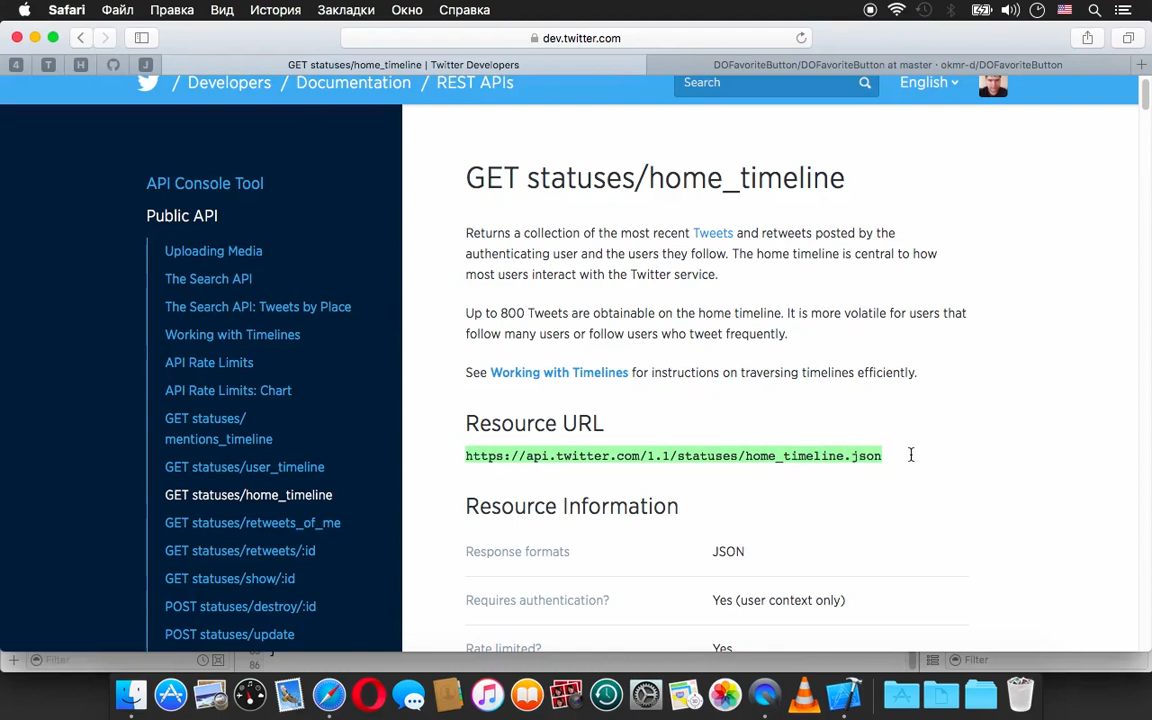 Safari Файл Правка Вид История Закладки Окно Справка
dev.twitter.com
4 T H J GET statuses/home_timeline | Twitter Developers DOFavoriteButton/DOFavoriteButton at master · okmr-d/DOFavoriteButton
/ Developers / Documentation / REST APIs Search English
API Console Tool
Public API
Uploading Media
The Search API
The Search API: Tweets by Place
Working with Timelines
API Rate Limits
API Rate Limits: Chart
GET statuses/
mentions_timeline
GET statuses/user_timeline
GET statuses/home_timeline
GET statuses/retweets_of_me
GET statuses/retweets/:id
GET statuses/show/:id
POST statuses/destroy/:id
POST statuses/update
GET statuses/home_timeline
Returns a collection of the most recent Tweets and retweets posted by the
authenticating user and the users they follow. The home timeline is central to how
most users interact with the Twitter service.
Up to 800 Tweets are obtainable on the home timeline. It is more volatile for users that
follow many users or follow users who tweet frequently.
See Working with Timelines for instructions on traversing timelines efficiently.
Resource URL
https://api.twitter.com/1.1/statuses/home_timeline.json
Resource Information
Response formats JSON
Requires authentication? Yes (user context only)
Rate limited? Yes
Filter 86 Filter